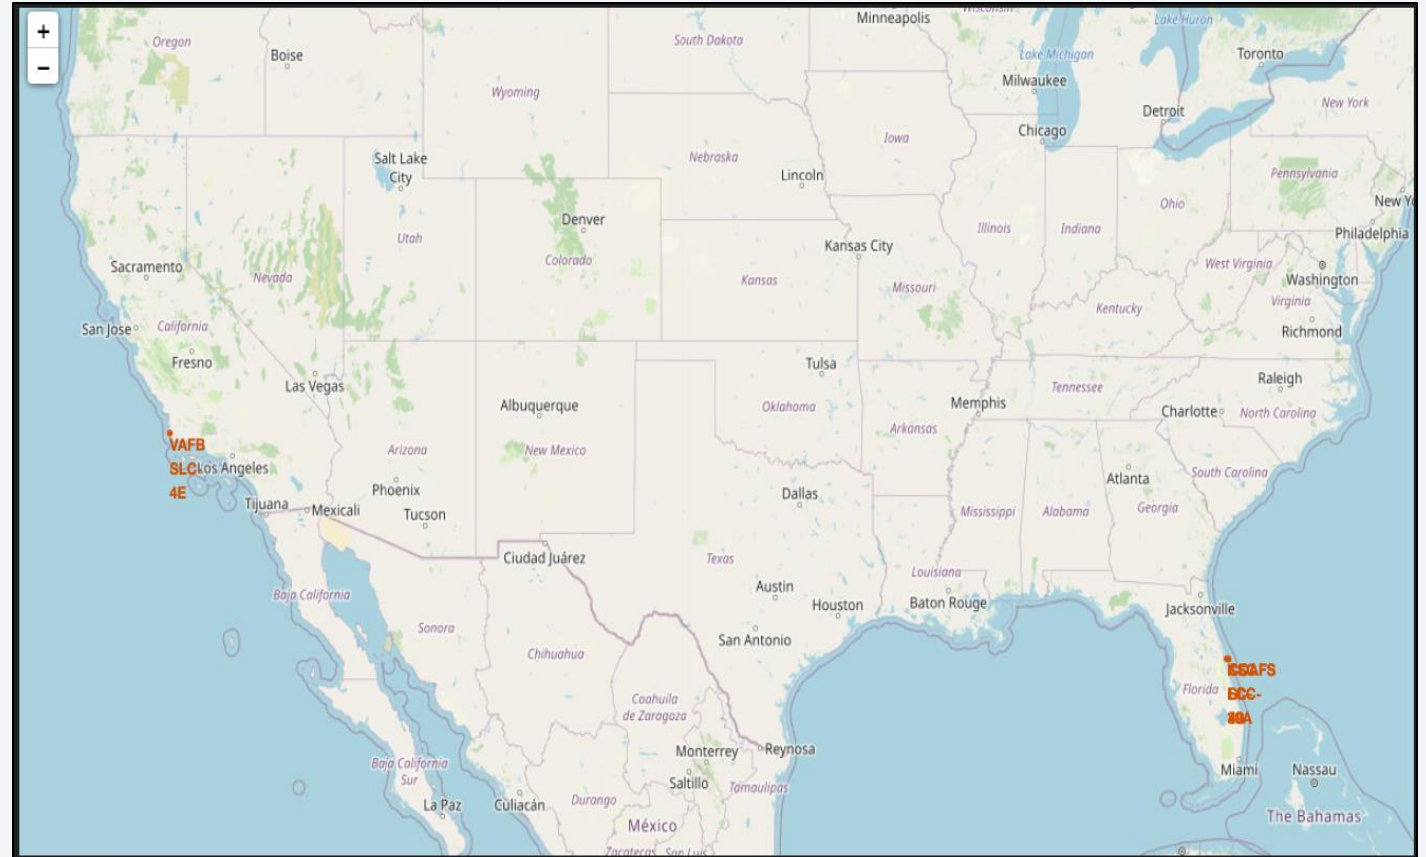 +
−
Oregon
Boise
Wyoming
South Dakota
Minneapolis
Wisconsin
Lake Huron
Lake Michigan
Toronto
Milwaukee
Detroit
New York
Chicago
Iowa
Nebraska
Salt Lake
City
Lincoln
Pennsylvania
Ohio
Denver
Illinois
Indiana
Philadelphia
Utah
Kansas City
Colorado
Sacramento
Nevada
Kansas
Missouri
West Virginia
Washington
Virginia
Kentucky
San Jose
California
Richmond
Fresno
Las Vegas
Tulsa
Raleigh
Tennessee
Albuquerque
Oklahoma
Memphis
Charlotte
North Carolina
Arkansas
VAFB
SLC-
4E
Los Angeles
Arizona
New Mexico
South Carolina
Atlanta
Phoenix
Dallas
Tijuana
Mexicali
Tucson
Mississippi
Alabama
Georgia
Ciudad Juárez
Texas
Louisiana
Austin
Baja California
Houston
Baton Rouge
Jacksonville
Sonora
San Antonio
Chihuahua
Florida
Coahuila
de Zaragoza
Monterrey
Reynosa
Baja California
Sur
Saltillo
Tamaulipas
Miami
Nassau
La Paz
Culiacán
Durango
México
The Bahamas
Zacatecas
San Luis